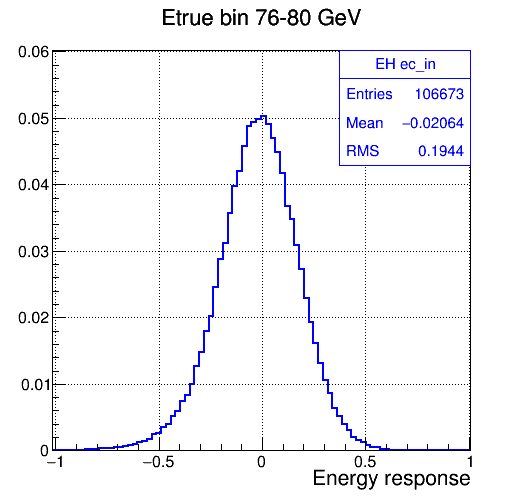 Etrue bin 76-80 GeV
EH ec_in
Entries 106673
Mean −0.02064
RMS 0.1944
0.06
0.05
0.04
0.03
0.02
0.01
0
−1 −0.5 0 0.5 1
Energy response